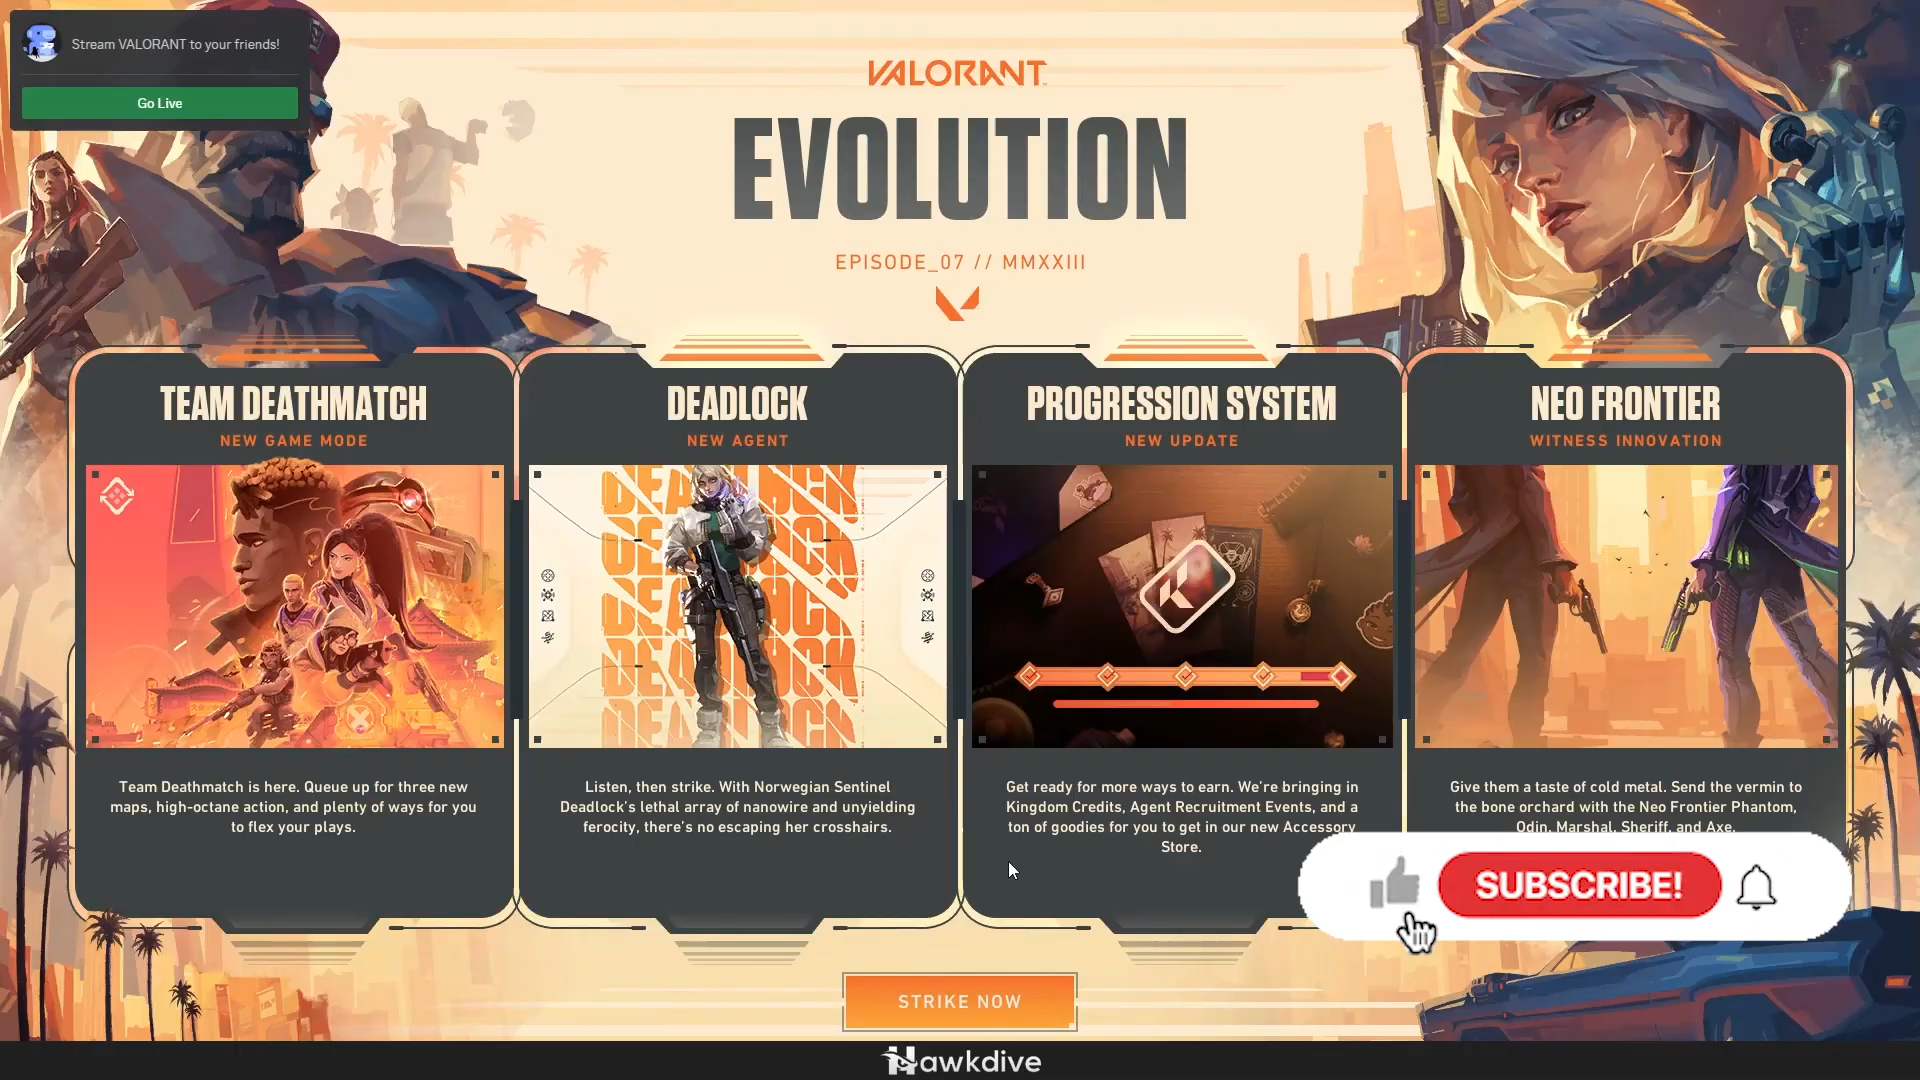 Stream VALORANT to your friends!
Go Live
VALORANT
EVOLUTION
EPISODE_07 // MMXXIII
TEAM DEATHMATCH
NEW GAME MODE
Team Deathmatch is here. Queue up for three new
maps, high-octane action, and plenty of ways for you
to flex your plays.
DEADLOCK
NEW AGENT
DEADLOCK
DEADLOCK
DEADLOCK
DEADLOCK
DEADLOCK
Listen, then strike. With Norwegian Sentinel
Deadlock's lethal array of nanowire and unyielding
ferocity, there's no escaping her crosshairs.
PROGRESSION SYSTEM
NEW UPDATE
Get ready for more ways to earn. We're bringing in
Kingdom Credits, Agent Recruitment Events, and a
ton of goodies for you to get in our new Accessory
Store.
NEO FRONTIER
WITNESS INNOVATION
Give them a taste of cold metal. Send the vermin to
the bone orchard with the Neo Frontier Phantom,
Odin, Marshal, Sheriff, and Axe.
SUBSCRIBE!
STRIKE NOW
Hawkdive